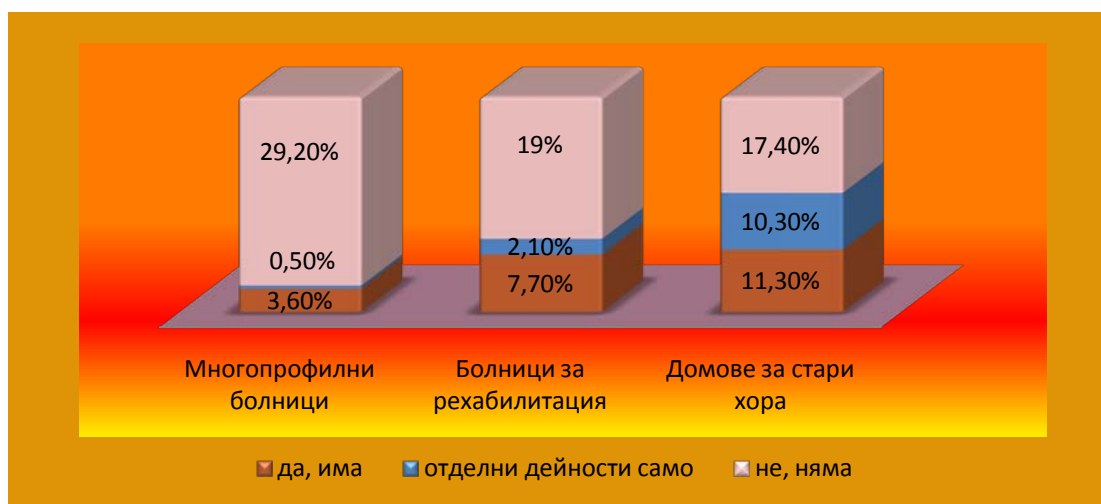 29,20%
19%
17,40%
0,50%
2,10%
10,30%
3,60%
7,70%
11,30%
Многопрофилни
болници
Болници за
рехабилитация
Домове за стари
хора
да, има
отделни дейности само
не, няма